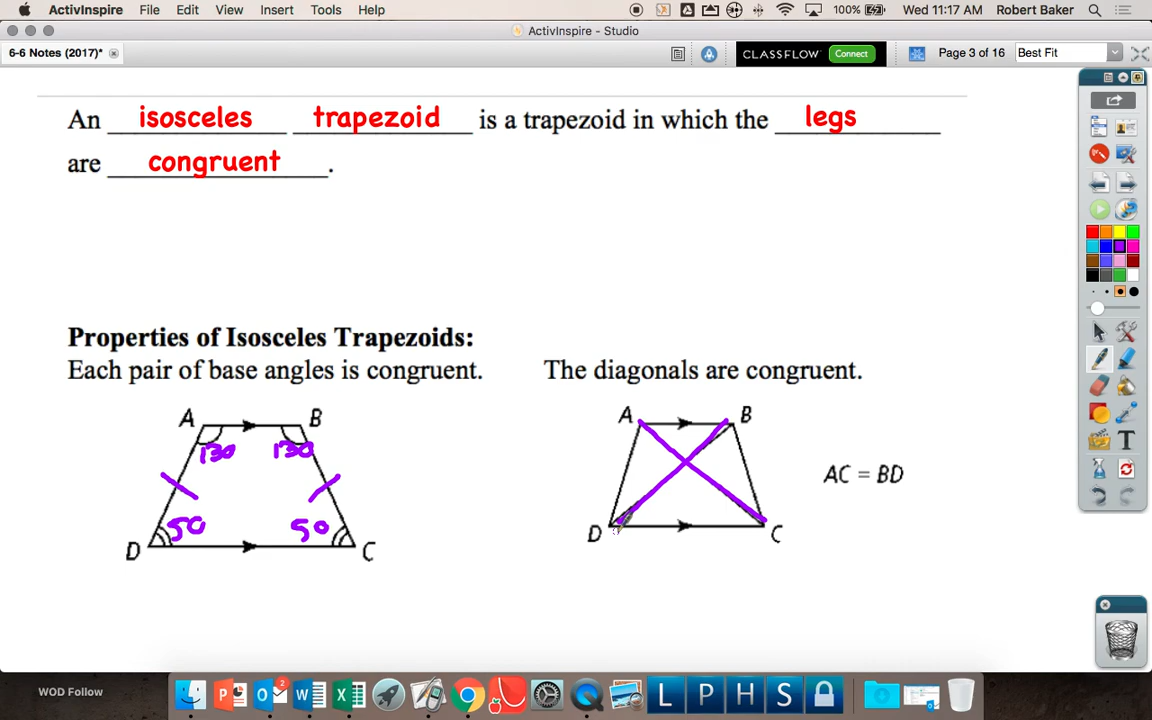 ActivInspire File Edit View Insert Tools Help 100% Wed 11:17 AM Robert Baker
ActivInspire - Studio
6-6 Notes (2017)* CLASSFLOW Connect Page 3 of 16 Best Fit
An isosceles trapezoid is a trapezoid in which the legs
are congruent.
Properties of Isosceles Trapezoids:
Each pair of base angles is congruent. The diagonals are congruent.
A B A B
130 130
AC = BD
50 50
D C D C
T
2
W X L P H S
WOD Follow